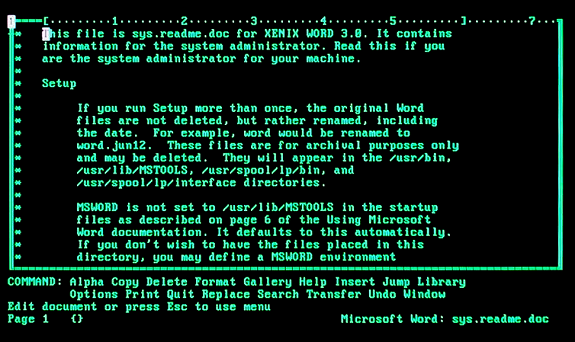 1[·········1·········2·········3·········4·········5·········]·········7···
* This file is sys.readme.doc for XENIX WORD 3.0. It contains
* information for the system administrator. Read this if you
* are the system administrator for your machine.
*
* Setup
*
* If you run Setup more than once, the original Word
* files are not deleted, but rather renamed, including
* the date.  For example, word would be renamed to
* word.jun12.  These files are for archival purposes only
* and may be deleted.  They will appear in the /usr/bin,
* /usr/lib/MSTOOLS, /usr/spool/lp/bin, and
* /usr/spool/lp/interface directories.
*
* MSWORD is not set to /usr/lib/MSTOOLS in the startup
* files as described on page 6 of the Using Microsoft
* Word documentation. It defaults to this automatically.
* If you don't wish to have the files placed in this
* directory, you may define a MSWORD environment
COMMAND: Alpha Copy Delete Format Gallery Help Insert Jump Library
Options Print Quit Replace Search Transfer Undo Window
Edit document or press Esc to use menu
Page 1   {}   Microsoft Word: sys.readme.doc